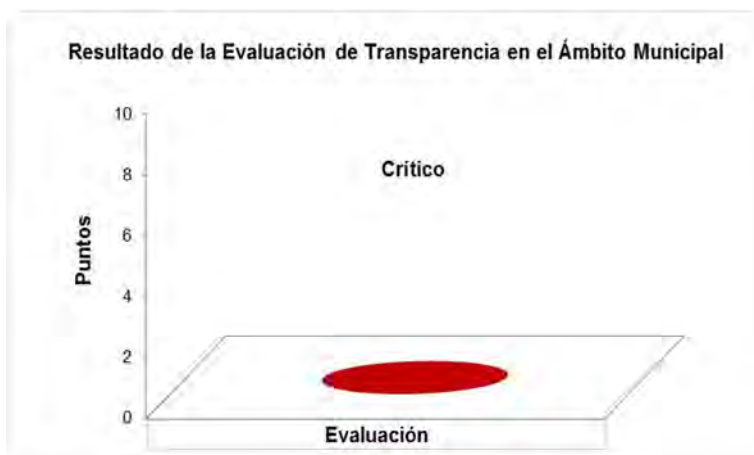 Resultado de la Evaluación de Transparencia en el Ámbito Municipal
10
8
6
4
2
0
Puntos
Crítico
Evaluación